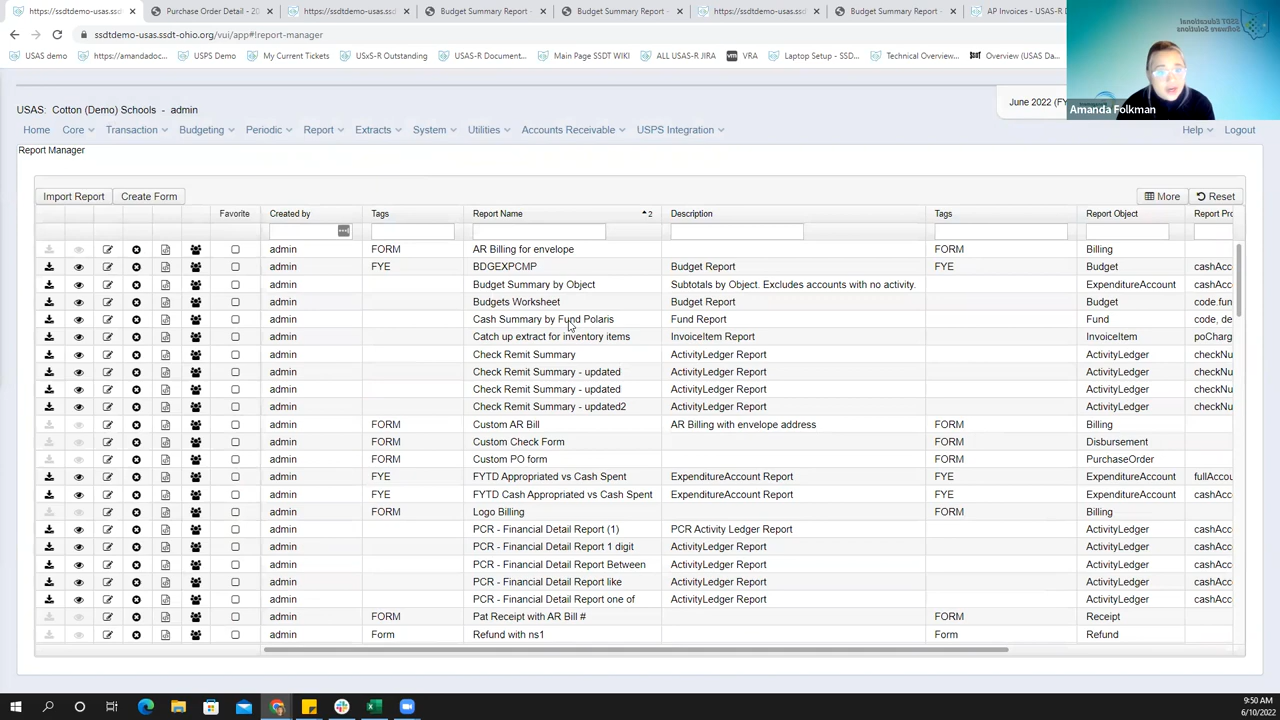 https://ssdtdemo-usas.ss
Purchase Order Detail - 20
https://ssdtdemo-usas.ss
Budget Summary Report -
Budget Summary Report -
https://ssdtdemo-usas.ss
Budget Summary Report -
AP Invoices - USAS-R D
ssdtdemo-usas.ssdt-ohio.org/vui/app#!report-manager
USAS demo
https://amandadoc...
USPS Demo
My Current Tickets
USxS-R Outstanding
USxS-R Document...
Main Page SSDT WIKI
ALL USAS-R JIRA
vm VRA
Laptop Setup - SSD...
Technical Overview...
Overview (USAS Da...
SSDT Educational
Software Solutions
Amanda Folkman
USAS: Cotton (Demo) Schools - admin
June 2022 (FY
Home Core Transaction Budgeting Periodic Report Extracts System Utilities Accounts Receivable USPS Integration Help Logout
Report Manager
Import Report Create Form More Reset
Favorite Created by Tags Report Name 2 Description Tags Report Object Report Pro
admin FORM AR Billing for envelope FORM Billing
admin FYE BDGEXPCMP Budget Report FYE Budget cashAcc
admin Budget Summary by Object Subtotals by Object. Excludes accounts with no activity. ExpenditureAccount cashAcc
admin Budgets Worksheet Budget Report Budget code.fun
admin Cash Summary by Fund Polaris Fund Report Fund code, de
admin Catch up extract for inventory items InvoiceItem Report InvoiceItem poCharg
admin Check Remit Summary ActivityLedger Report ActivityLedger checkNu
admin Check Remit Summary - updated ActivityLedger Report ActivityLedger checkNu
admin Check Remit Summary - updated ActivityLedger Report ActivityLedger checkNu
admin Check Remit Summary - updated2 ActivityLedger Report ActivityLedger checkNu
admin FORM Custom AR Bill AR Billing with envelope address FORM Billing
admin FORM Custom Check Form FORM Disbursement
admin FORM Custom PO form FORM PurchaseOrder
admin FYE FYTD Appropriated vs Cash Spent ExpenditureAccount Report FYE ExpenditureAccount fullAccou
admin FYE FYTD Cash Appropriated vs Cash Spent ExpenditureAccount Report FYE ExpenditureAccount cashAcc
admin FORM Logo Billing FORM Billing
admin PCR - Financial Detail Report (1) PCR Activity Ledger Report ActivityLedger cashAcc
admin PCR - Financial Detail Report 1 digit ActivityLedger Report ActivityLedger cashAcc
admin PCR - Financial Detail Report Between ActivityLedger Report ActivityLedger cashAcc
admin PCR - Financial Detail Report like ActivityLedger Report ActivityLedger cashAcc
admin PCR - Financial Detail Report one of ActivityLedger Report ActivityLedger cashAcc
admin FORM Pat Receipt with AR Bill # FORM Receipt
admin Form Refund with ns1 Form Refund
9:50 AM
6/10/2022